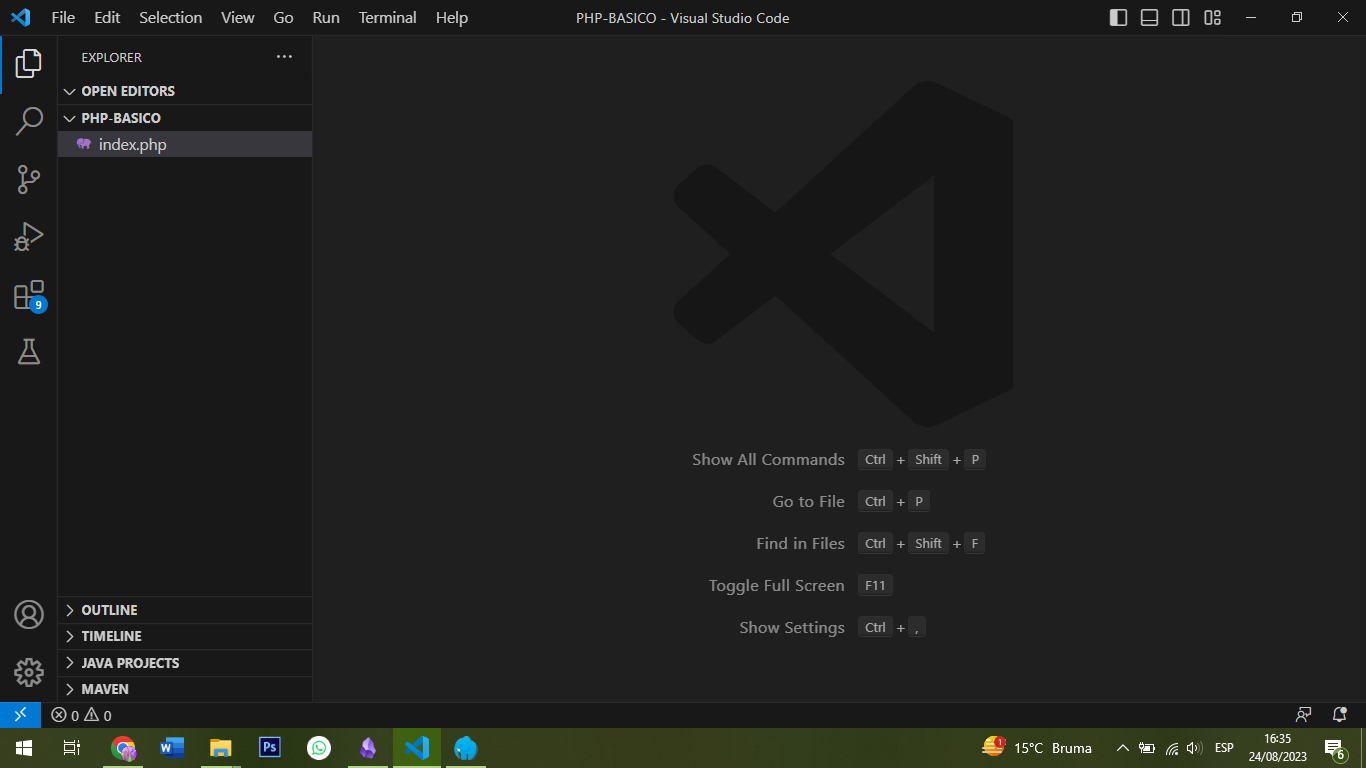 File Edit Selection View Go Run Terminal Help
PHP-BASICO - Visual Studio Code
EXPLORER
OPEN EDITORS
PHP-BASICO
index.php
9
Show All Commands Ctrl + Shift + P
Go to File Ctrl + P
Find in Files Ctrl + Shift + F
Toggle Full Screen F11
Show Settings Ctrl + ,
OUTLINE
TIMELINE
JAVA PROJECTS
MAVEN
0 0
W
Ps
1
15°C Bruma
ESP
16:35
24/08/2023
6